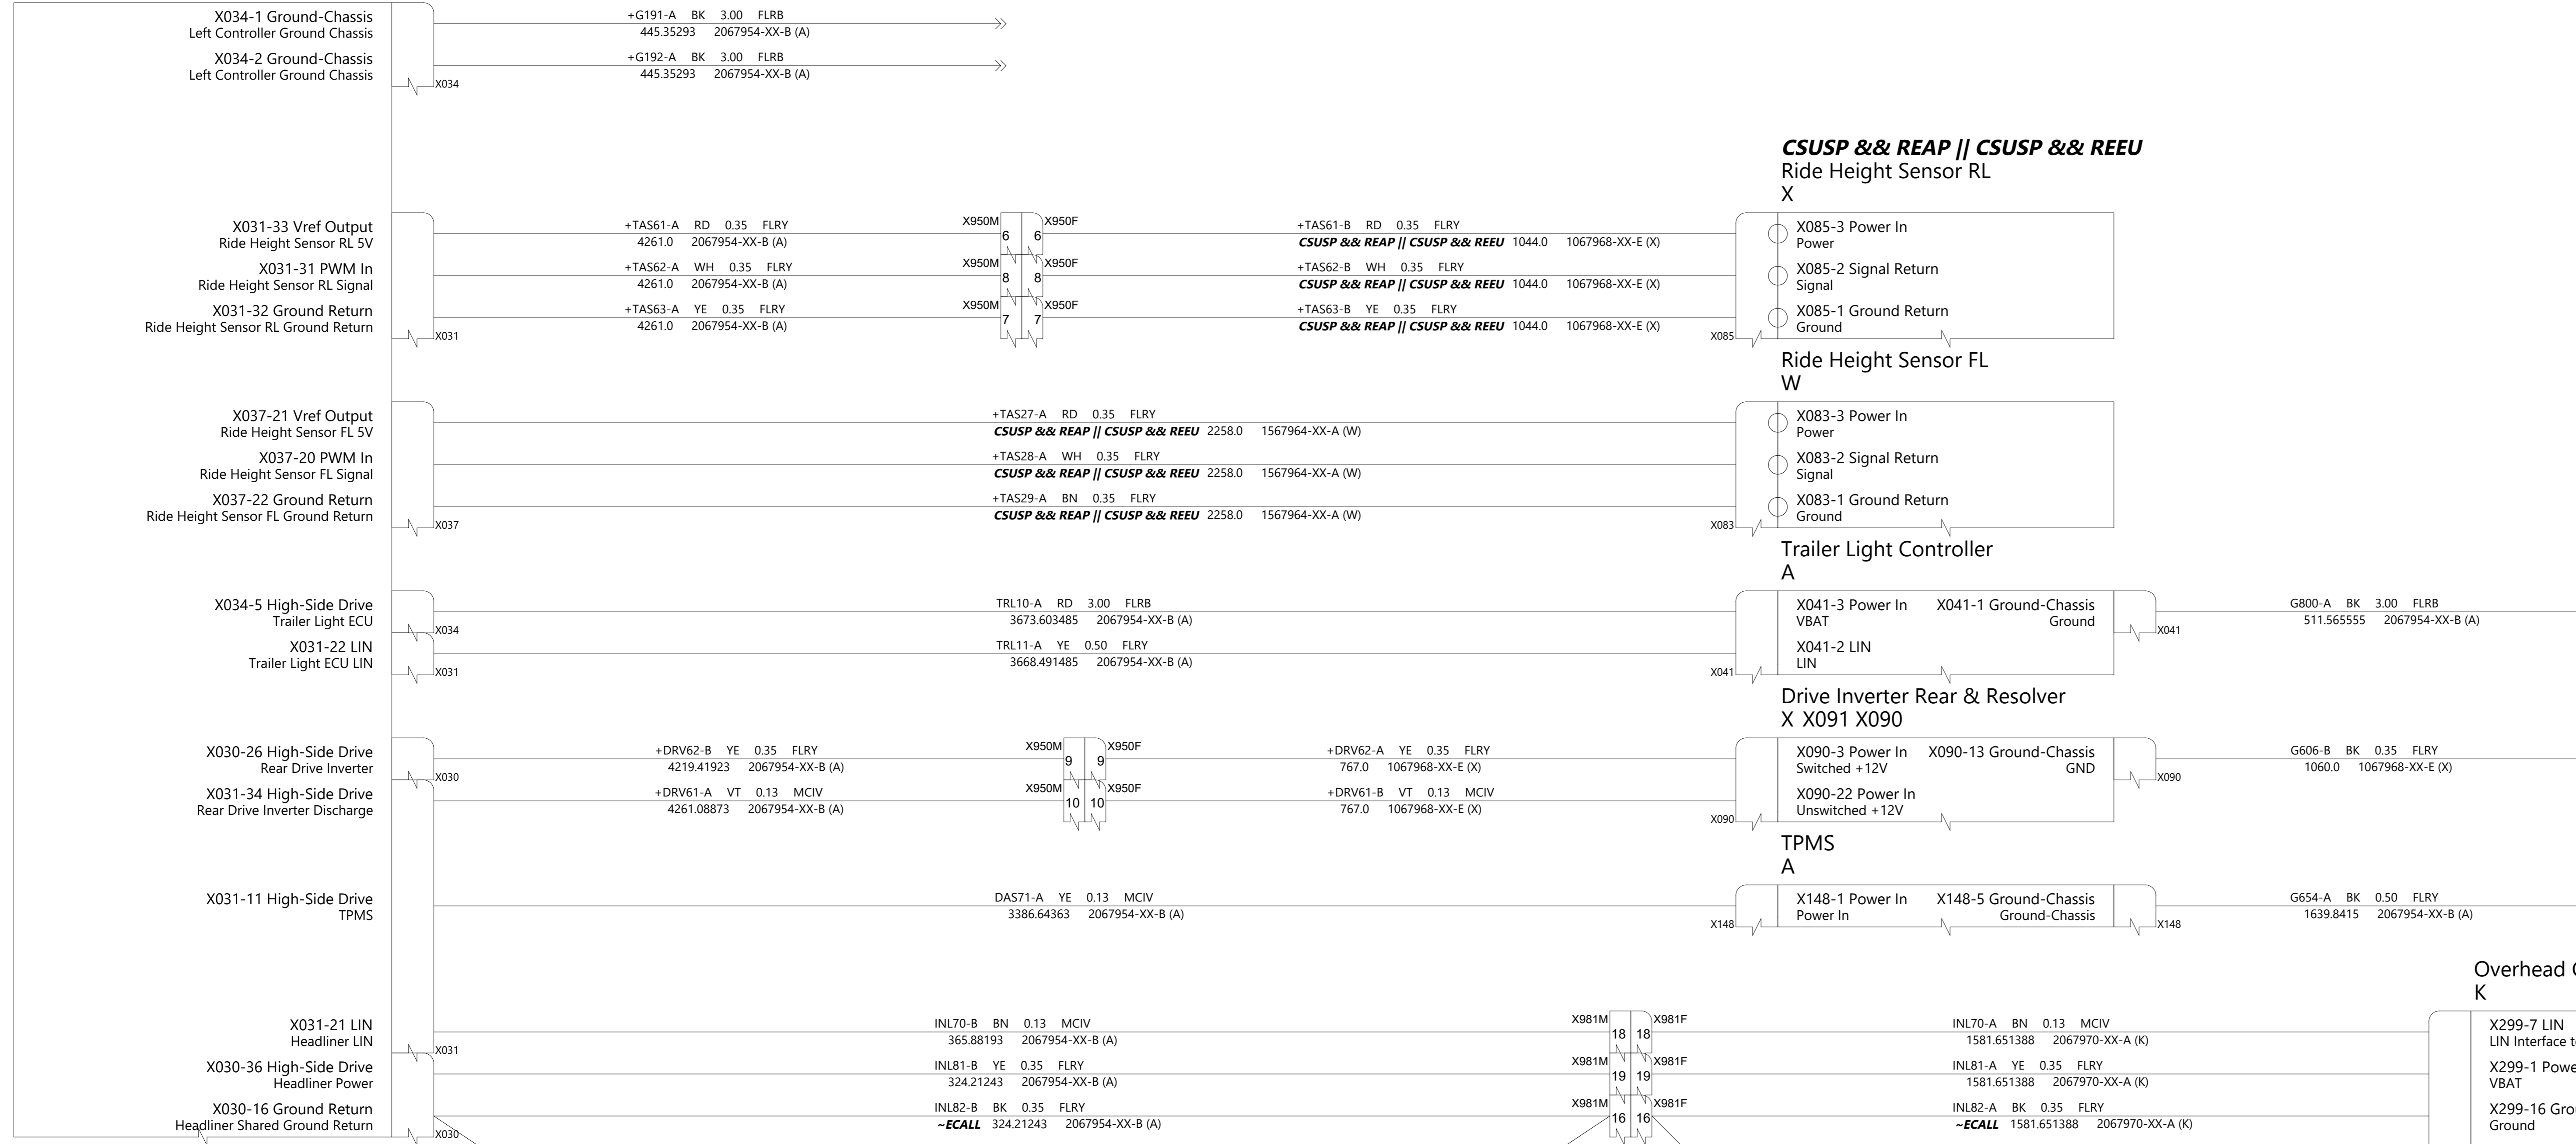 X034-1 Ground-Chassis
Left Controller Ground Chassis
+G191-A BK 3.00 FLRB
445.35293 2067954-XX-B (A)
X034-2 Ground-Chassis
Left Controller Ground Chassis
+G192-A BK 3.00 FLRB
445.35293 2067954-XX-B (A)
X034
CSUSP && REAP || CSUSP && REEU
Ride Height Sensor RL
X
X031-33 Vref Output
Ride Height Sensor RL 5V
+TAS61-A RD 0.35 FLRY
4261.0 2067954-XX-B (A)
X950M 6 6 X950F
+TAS61-B RD 0.35 FLRY
CSUSP && REAP || CSUSP && REEU 1044.0 1067968-XX-E (X)
X085-3 Power In
Power
X031-31 PWM In
Ride Height Sensor RL Signal
+TAS62-A WH 0.35 FLRY
4261.0 2067954-XX-B (A)
X950M 8 8 X950F
+TAS62-B WH 0.35 FLRY
CSUSP && REAP || CSUSP && REEU 1044.0 1067968-XX-E (X)
X085-2 Signal Return
Signal
X031-32 Ground Return
Ride Height Sensor RL Ground Return
+TAS63-A YE 0.35 FLRY
4261.0 2067954-XX-B (A)
X950M 7 7 X950F
+TAS63-B YE 0.35 FLRY
CSUSP && REAP || CSUSP && REEU 1044.0 1067968-XX-E (X)
X085-1 Ground Return
Ground
X031
X085
Ride Height Sensor FL
W
X037-21 Vref Output
Ride Height Sensor FL 5V
+TAS27-A RD 0.35 FLRY
CSUSP && REAP || CSUSP && REEU 2258.0 1567964-XX-A (W)
X083-3 Power In
Power
X037-20 PWM In
Ride Height Sensor FL Signal
+TAS28-A WH 0.35 FLRY
CSUSP && REAP || CSUSP && REEU 2258.0 1567964-XX-A (W)
X083-2 Signal Return
Signal
X037-22 Ground Return
Ride Height Sensor FL Ground Return
+TAS29-A BN 0.35 FLRY
CSUSP && REAP || CSUSP && REEU 2258.0 1567964-XX-A (W)
X083-1 Ground Return
Ground
X037
X083
Trailer Light Controller
A
X034-5 High-Side Drive
Trailer Light ECU
X034
TRL10-A RD 3.00 FLRB
3673.603485 2067954-XX-B (A)
X041-3 Power In
VBAT
X041-1 Ground-Chassis
Ground
X041
G800-A BK 3.00 FLRB
511.565555 2067954-XX-B (A)
X031-22 LIN
Trailer Light ECU LIN
X031
TRL11-A YE 0.50 FLRY
3668.491485 2067954-XX-B (A)
X041-2 LIN
LIN
X041
Drive Inverter Rear & Resolver
X X091 X090
X030-26 High-Side Drive
Rear Drive Inverter
X030
+DRV62-B YE 0.35 FLRY
4219.41923 2067954-XX-B (A)
X950M 9 9 X950F
+DRV62-A YE 0.35 FLRY
767.0 1067968-XX-E (X)
X090-3 Power In
Switched +12V
X090-13 Ground-Chassis
GND
X090
G606-B BK 0.35 FLRY
1060.0 1067968-XX-E (X)
X031-34 High-Side Drive
Rear Drive Inverter Discharge
+DRV61-A VT 0.13 MCIV
4261.08873 2067954-XX-B (A)
X950M 10 10 X950F
+DRV61-B VT 0.13 MCIV
767.0 1067968-XX-E (X)
X090-22 Power In
Unswitched +12V
X090
TPMS
A
X031-11 High-Side Drive
TPMS
DAS71-A YE 0.13 MCIV
3386.64363 2067954-XX-B (A)
X148-1 Power In
Power In
X148
X148-5 Ground-Chassis
Ground-Chassis
X148
G654-A BK 0.50 FLRY
1639.8415 2067954-XX-B (A)
Overhead
K
X031-21 LIN
Headliner LIN
X031
INL70-B BN 0.13 MCIV
365.88193 2067954-XX-B (A)
X981M 18 18 X981F
INL70-A BN 0.13 MCIV
1581.651388 2067970-XX-A (K)
X299-7 LIN
LIN Interface
X030-36 High-Side Drive
Headliner Power
INL81-B YE 0.35 FLRY
324.21243 2067954-XX-B (A)
X981M 19 19 X981F
INL81-A YE 0.35 FLRY
1581.651388 2067970-XX-A (K)
X299-1
VBAT
X030-16 Ground Return
Headliner Shared Ground Return
X030
INL82-B BK 0.35 FLRY
~ECALL 324.21243 2067954-XX-B (A)
X981M 16 16 X981F
INL82-A BK 0.35 FLRY
~ECALL 1581.651388 2067970-XX-A (K)
X299-16
Ground